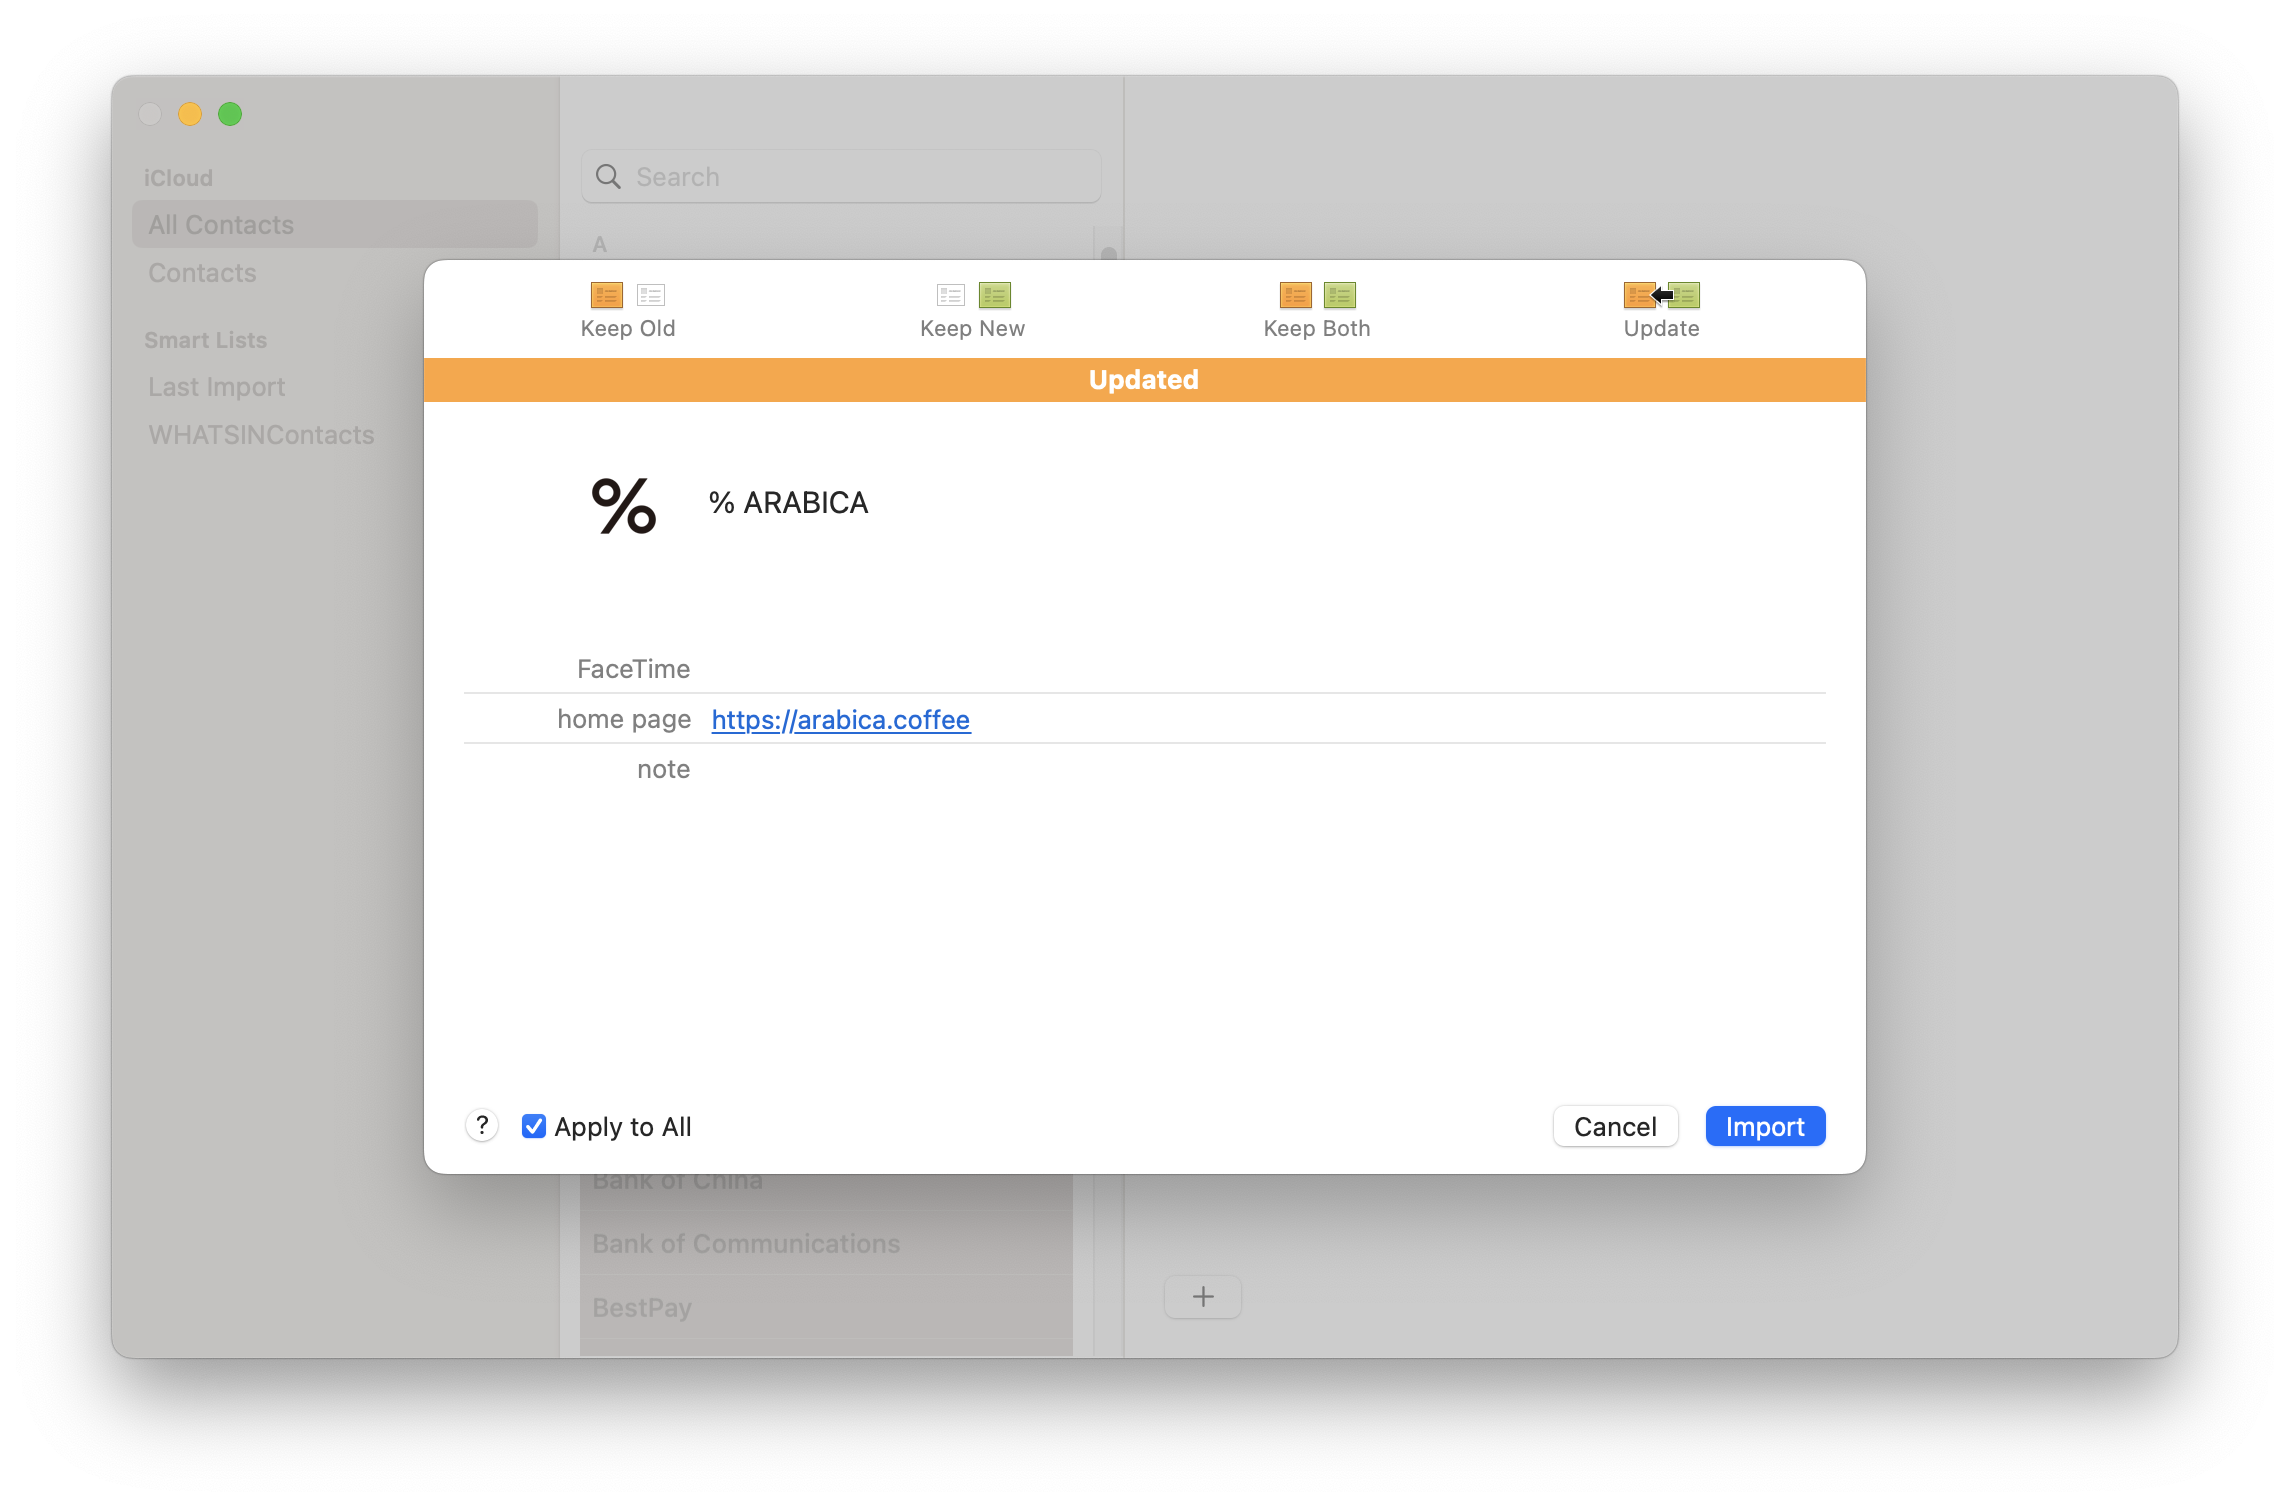 iCloud
All Contacts
Contacts
Smart Lists
Last Import
WHATSINContacts
Search
A
Keep Old
Keep New
Keep Both
Update
Updated
%
% ARABICA
FaceTime
home page https://arabica.coffee
note
? Apply to All
Cancel
Import
Bank of China
Bank of Communications
BestPay
+